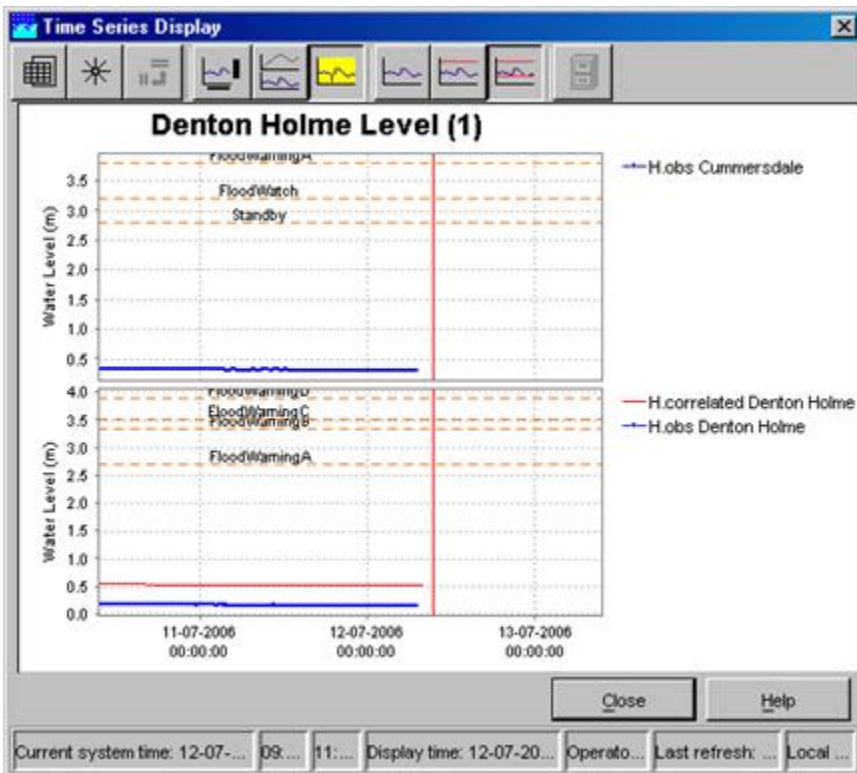 Time Series Display
Denton Holme Level (1)
FloodWarningA
FloodWatch
Standby
3.5
3.0
2.5
2.0
1.5
1.0
0.5
Water Level (m)
H.obs Cummersdale
FloodWarningD
FloodWarningC
FloodWarningB
FloodWarningA
4.0
3.5
3.0
2.5
2.0
1.5
1.0
0.5
0.0
Water Level (m)
H.correlated Denton Holme
H.obs Denton Holme
11-07-2006 12-07-2006 13-07-2006
00:00:00 00:00:00 00:00:00
Close Help
Current system time: 12-07-... 09:... 11:... Display time: 12-07-20... Operato... Last refresh: ... Local ...